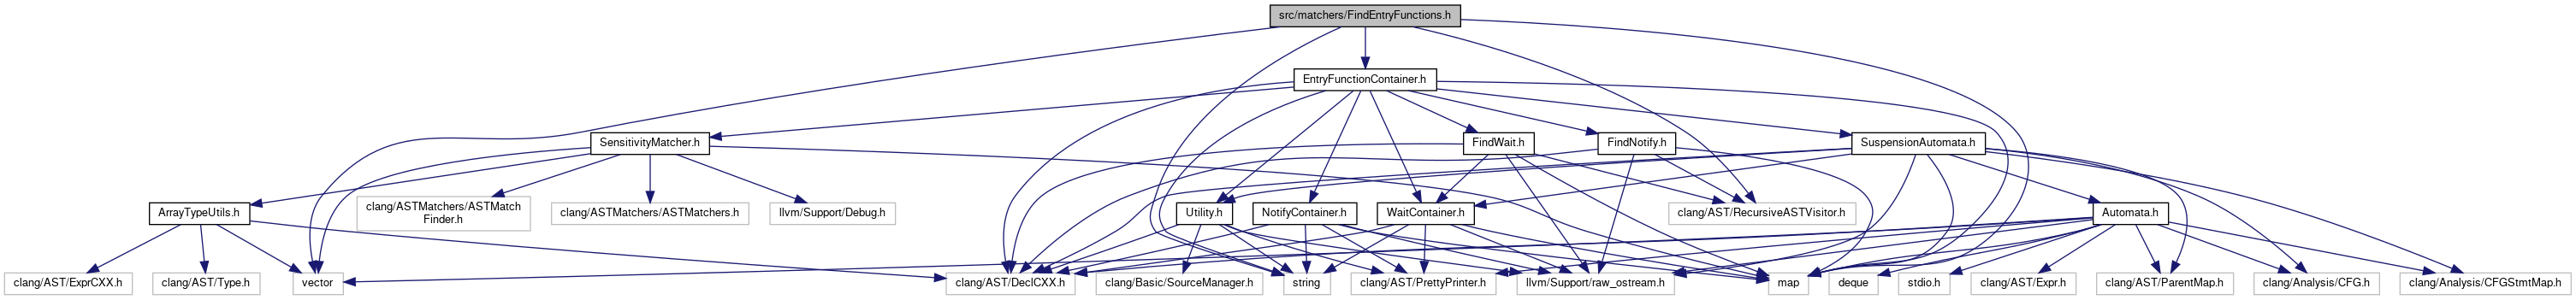 src/matchers/FindEntryFunctions.h
EntryFunctionContainer.h
SensitivityMatcher.h
FindWait.h
FindNotify.h
SuspensionAutomata.h
ArrayTypeUtils.h
clang/ASTMatchers/ASTMatch
Finder.h
clang/ASTMatchers/ASTMatchers.h
llvm/Support/Debug.h
Utility.h
NotifyContainer.h
WaitContainer.h
clang/AST/RecursiveASTVisitor.h
Automata.h
clang/AST/ExprCXX.h
clang/AST/Type.h
vector
clang/AST/DeclCXX.h
clang/Basic/SourceManager.h
string
clang/AST/PrettyPrinter.h
llvm/Support/raw_ostream.h
map
deque
stdio.h
clang/AST/Expr.h
clang/AST/ParentMap.h
clang/Analysis/CFG.h
clang/Analysis/CFGStmtMap.h